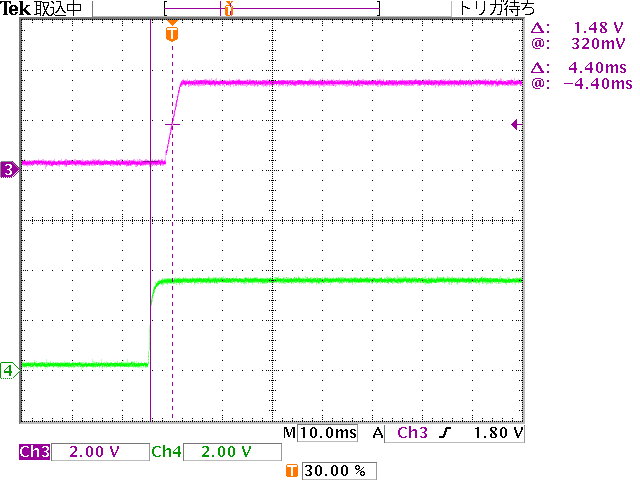 Tek 取込中 トリガ待ち
T
T
Δ: 1.48 V
@: 320mV
Δ: 4.40ms
@: −4.40ms
3
4
M 10.0ms A Ch3 1.80 V
Ch3 2.00 V Ch4 2.00 V
T 30.00 %